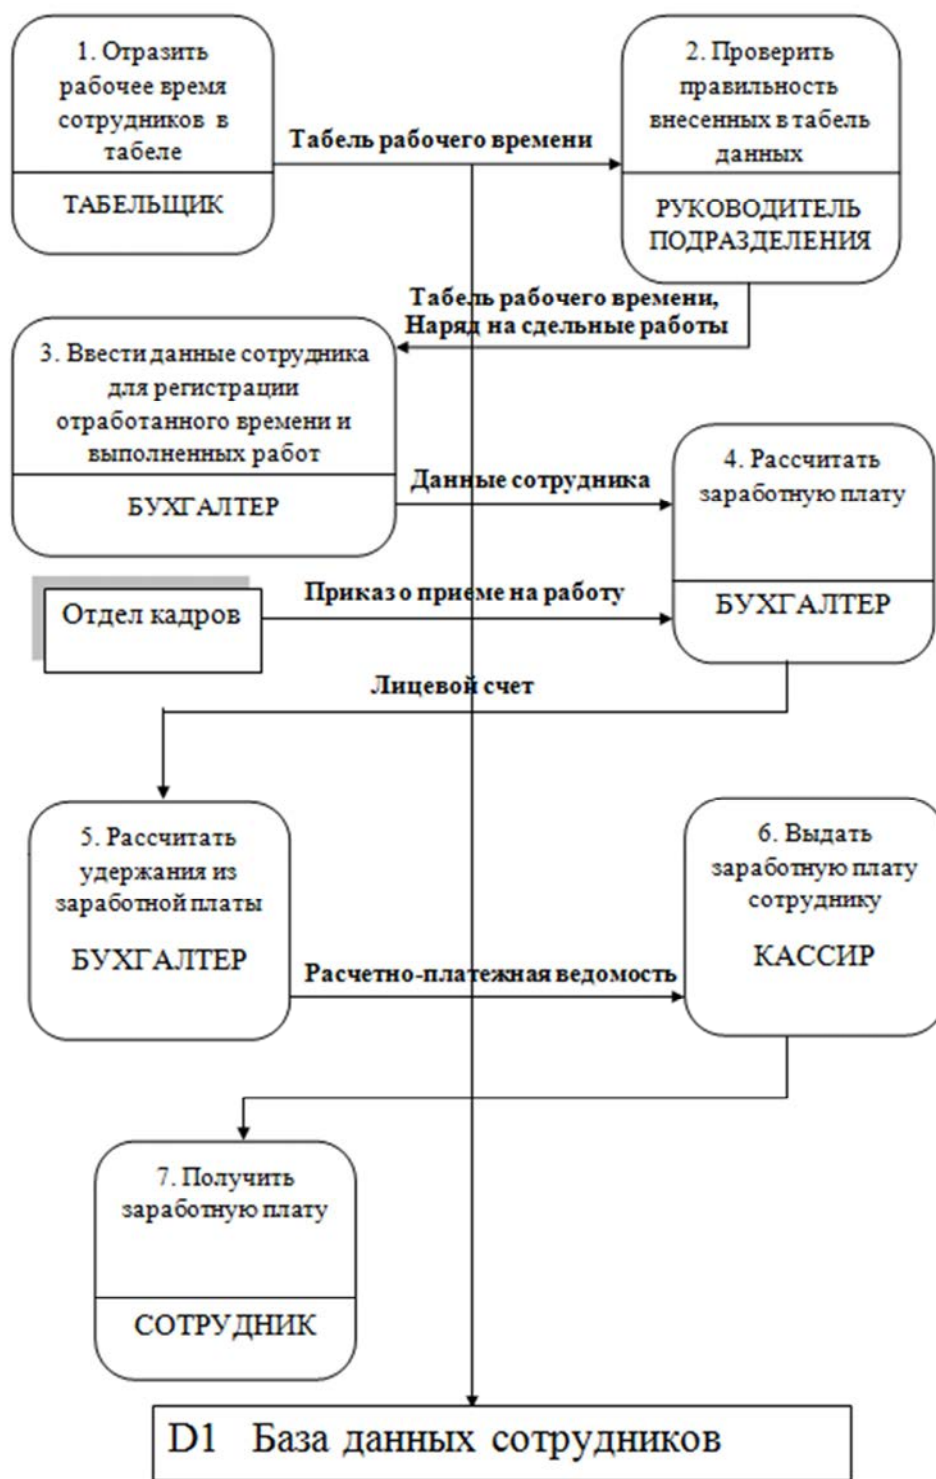 1. Отразить
рабочее время
сотрудников в
табеле
ТАБЕЛЬЩИК
Табель рабочего времени
2. Проверить
правильность
внесенных в табель
данных
РУКОВОДИТЕЛЬ
ПОДРАЗДЕЛЕНИЯ
Табель рабочего времени,
Наряд на сдельные работы
3. Ввести данные сотрудника
для регистрации
отработанного времени и
выполненных работ
БУХГАЛТЕР
Данные сотрудника
4. Рассчитать
заработную плату
БУХГАЛТЕР
Отдел кадров
Приказ о приеме на работу
Лицевой счет
5. Рассчитать
удержания из
заработной платы
БУХГАЛТЕР
Расчетно-платежная ведомость
6. Выдать
заработную плату
сотруднику
КАССИР
7. Получить
заработную плату
СОТРУДНИК
D1 База данных сотрудников